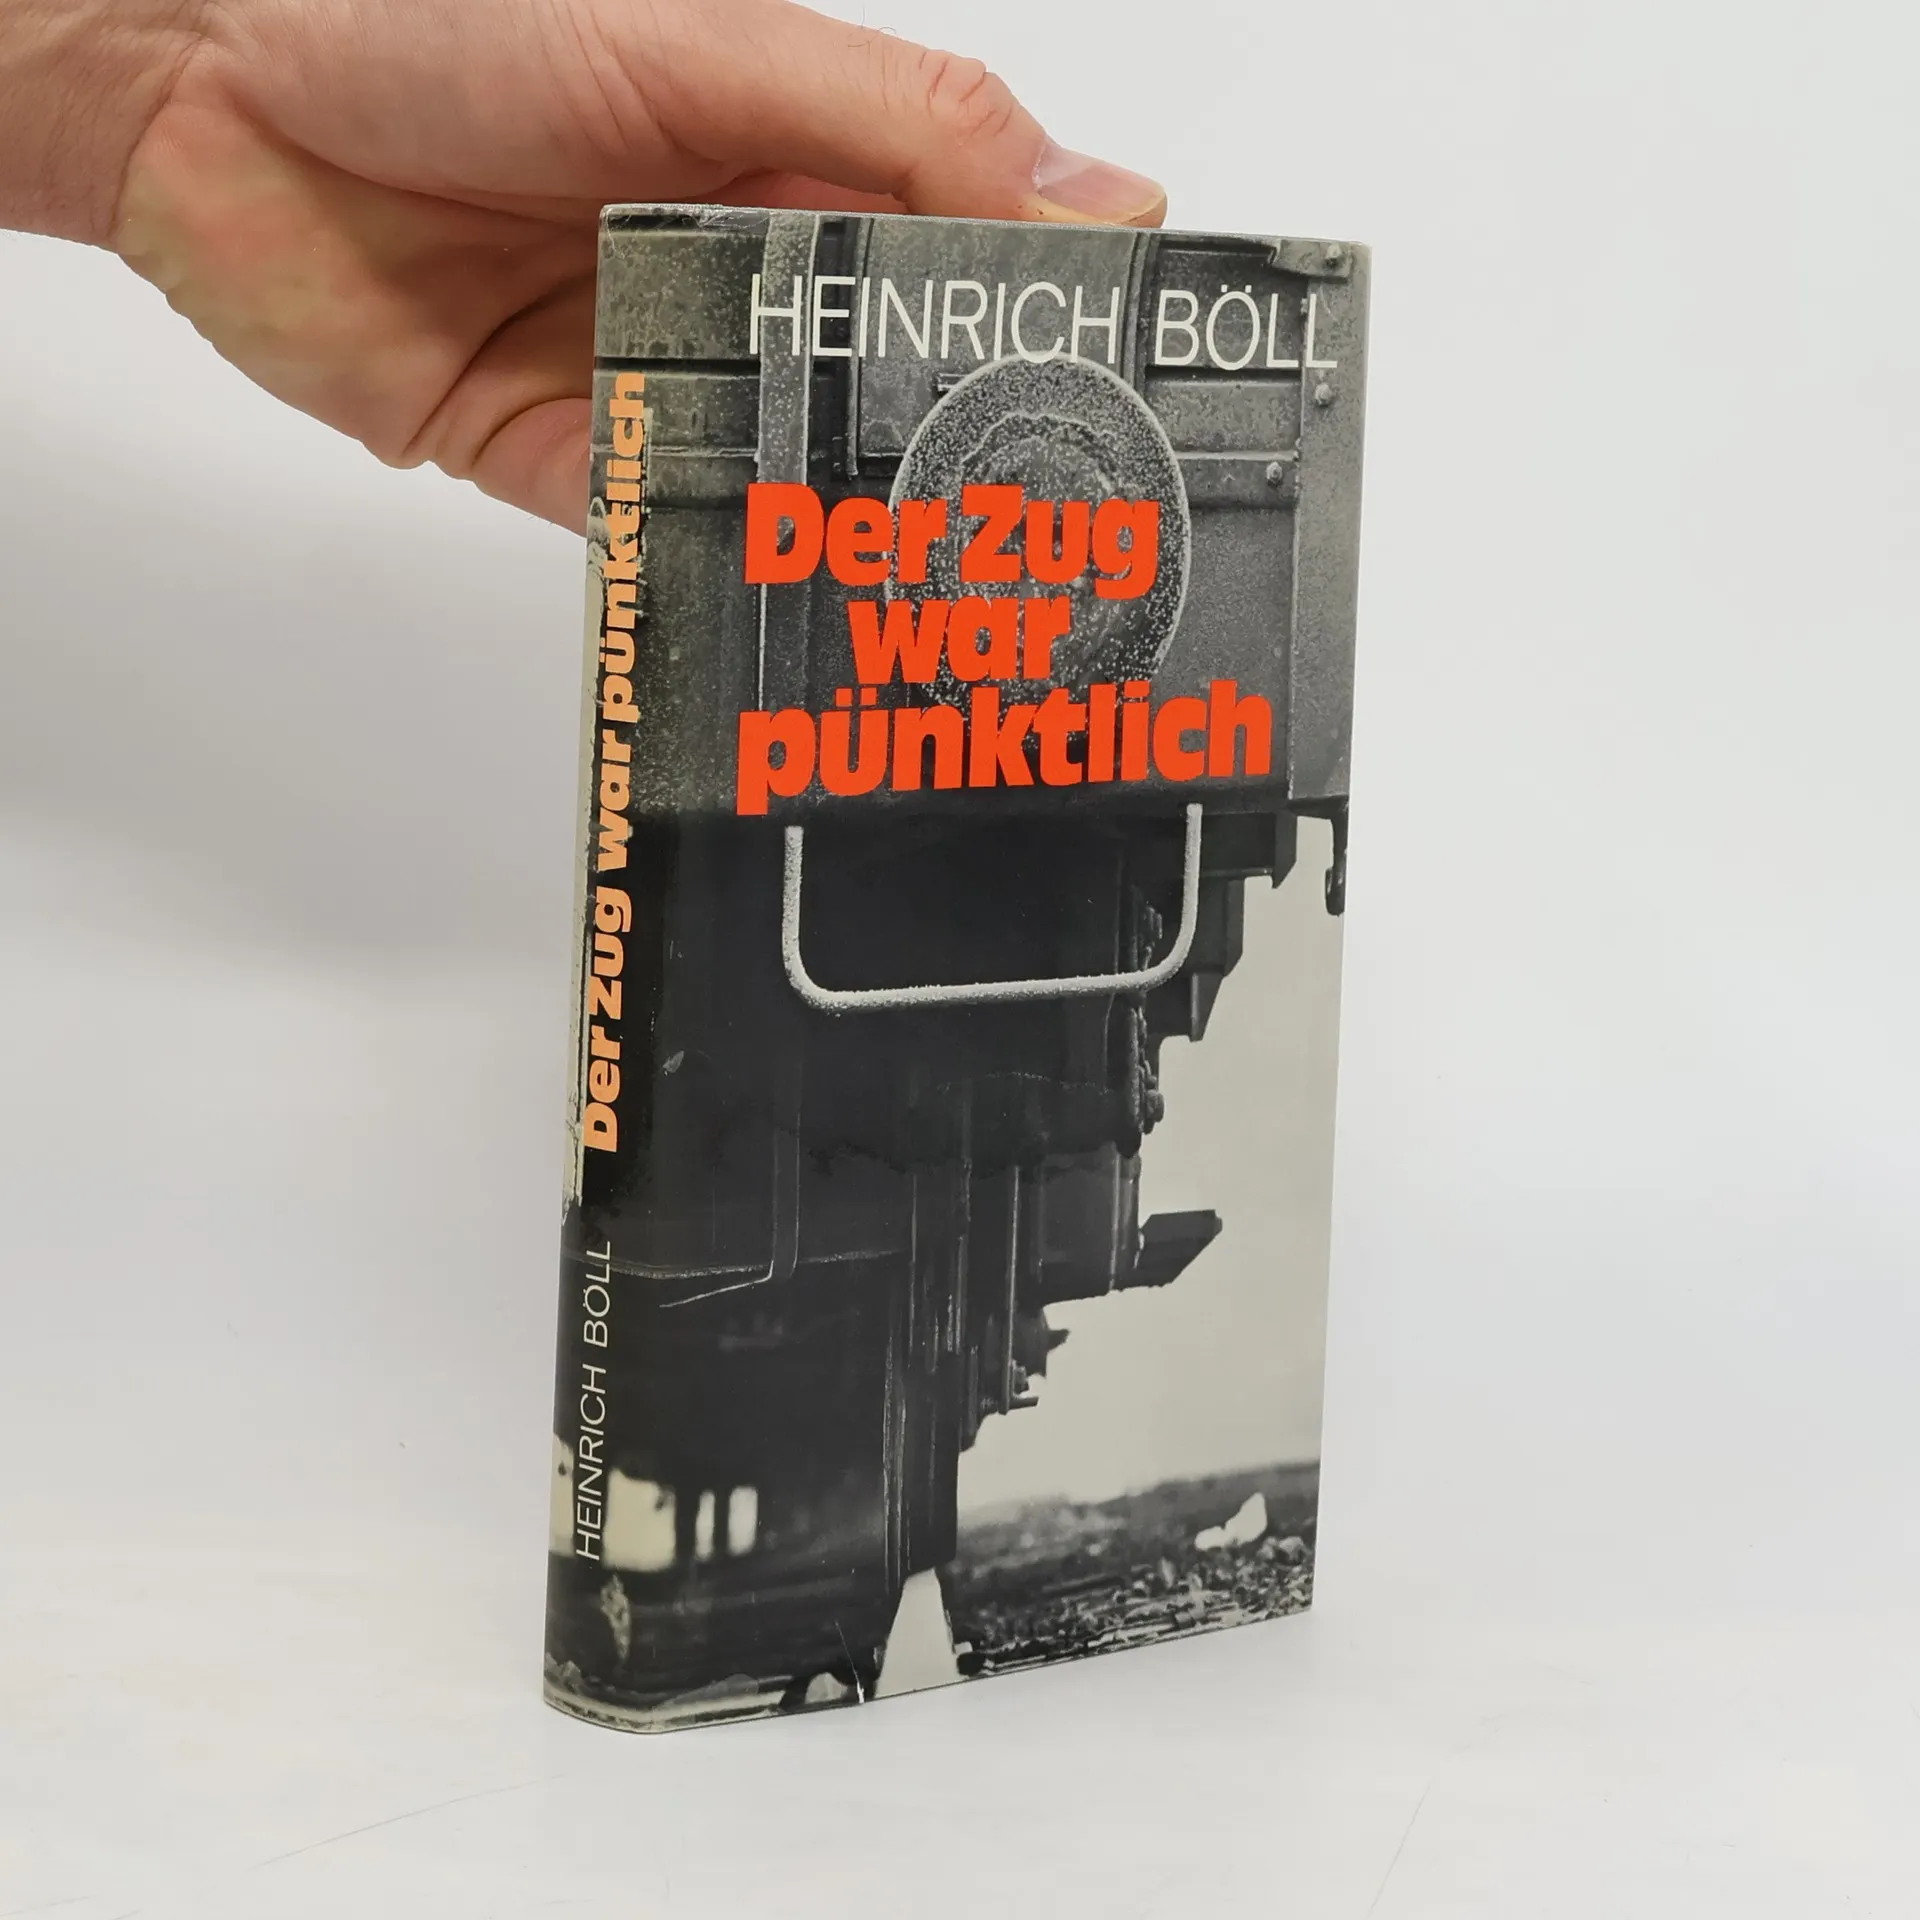 HEINRICH BÖLL
Der Zug
war
pünktlich
HEINRICH BÖLL Der Zug war pünktlich